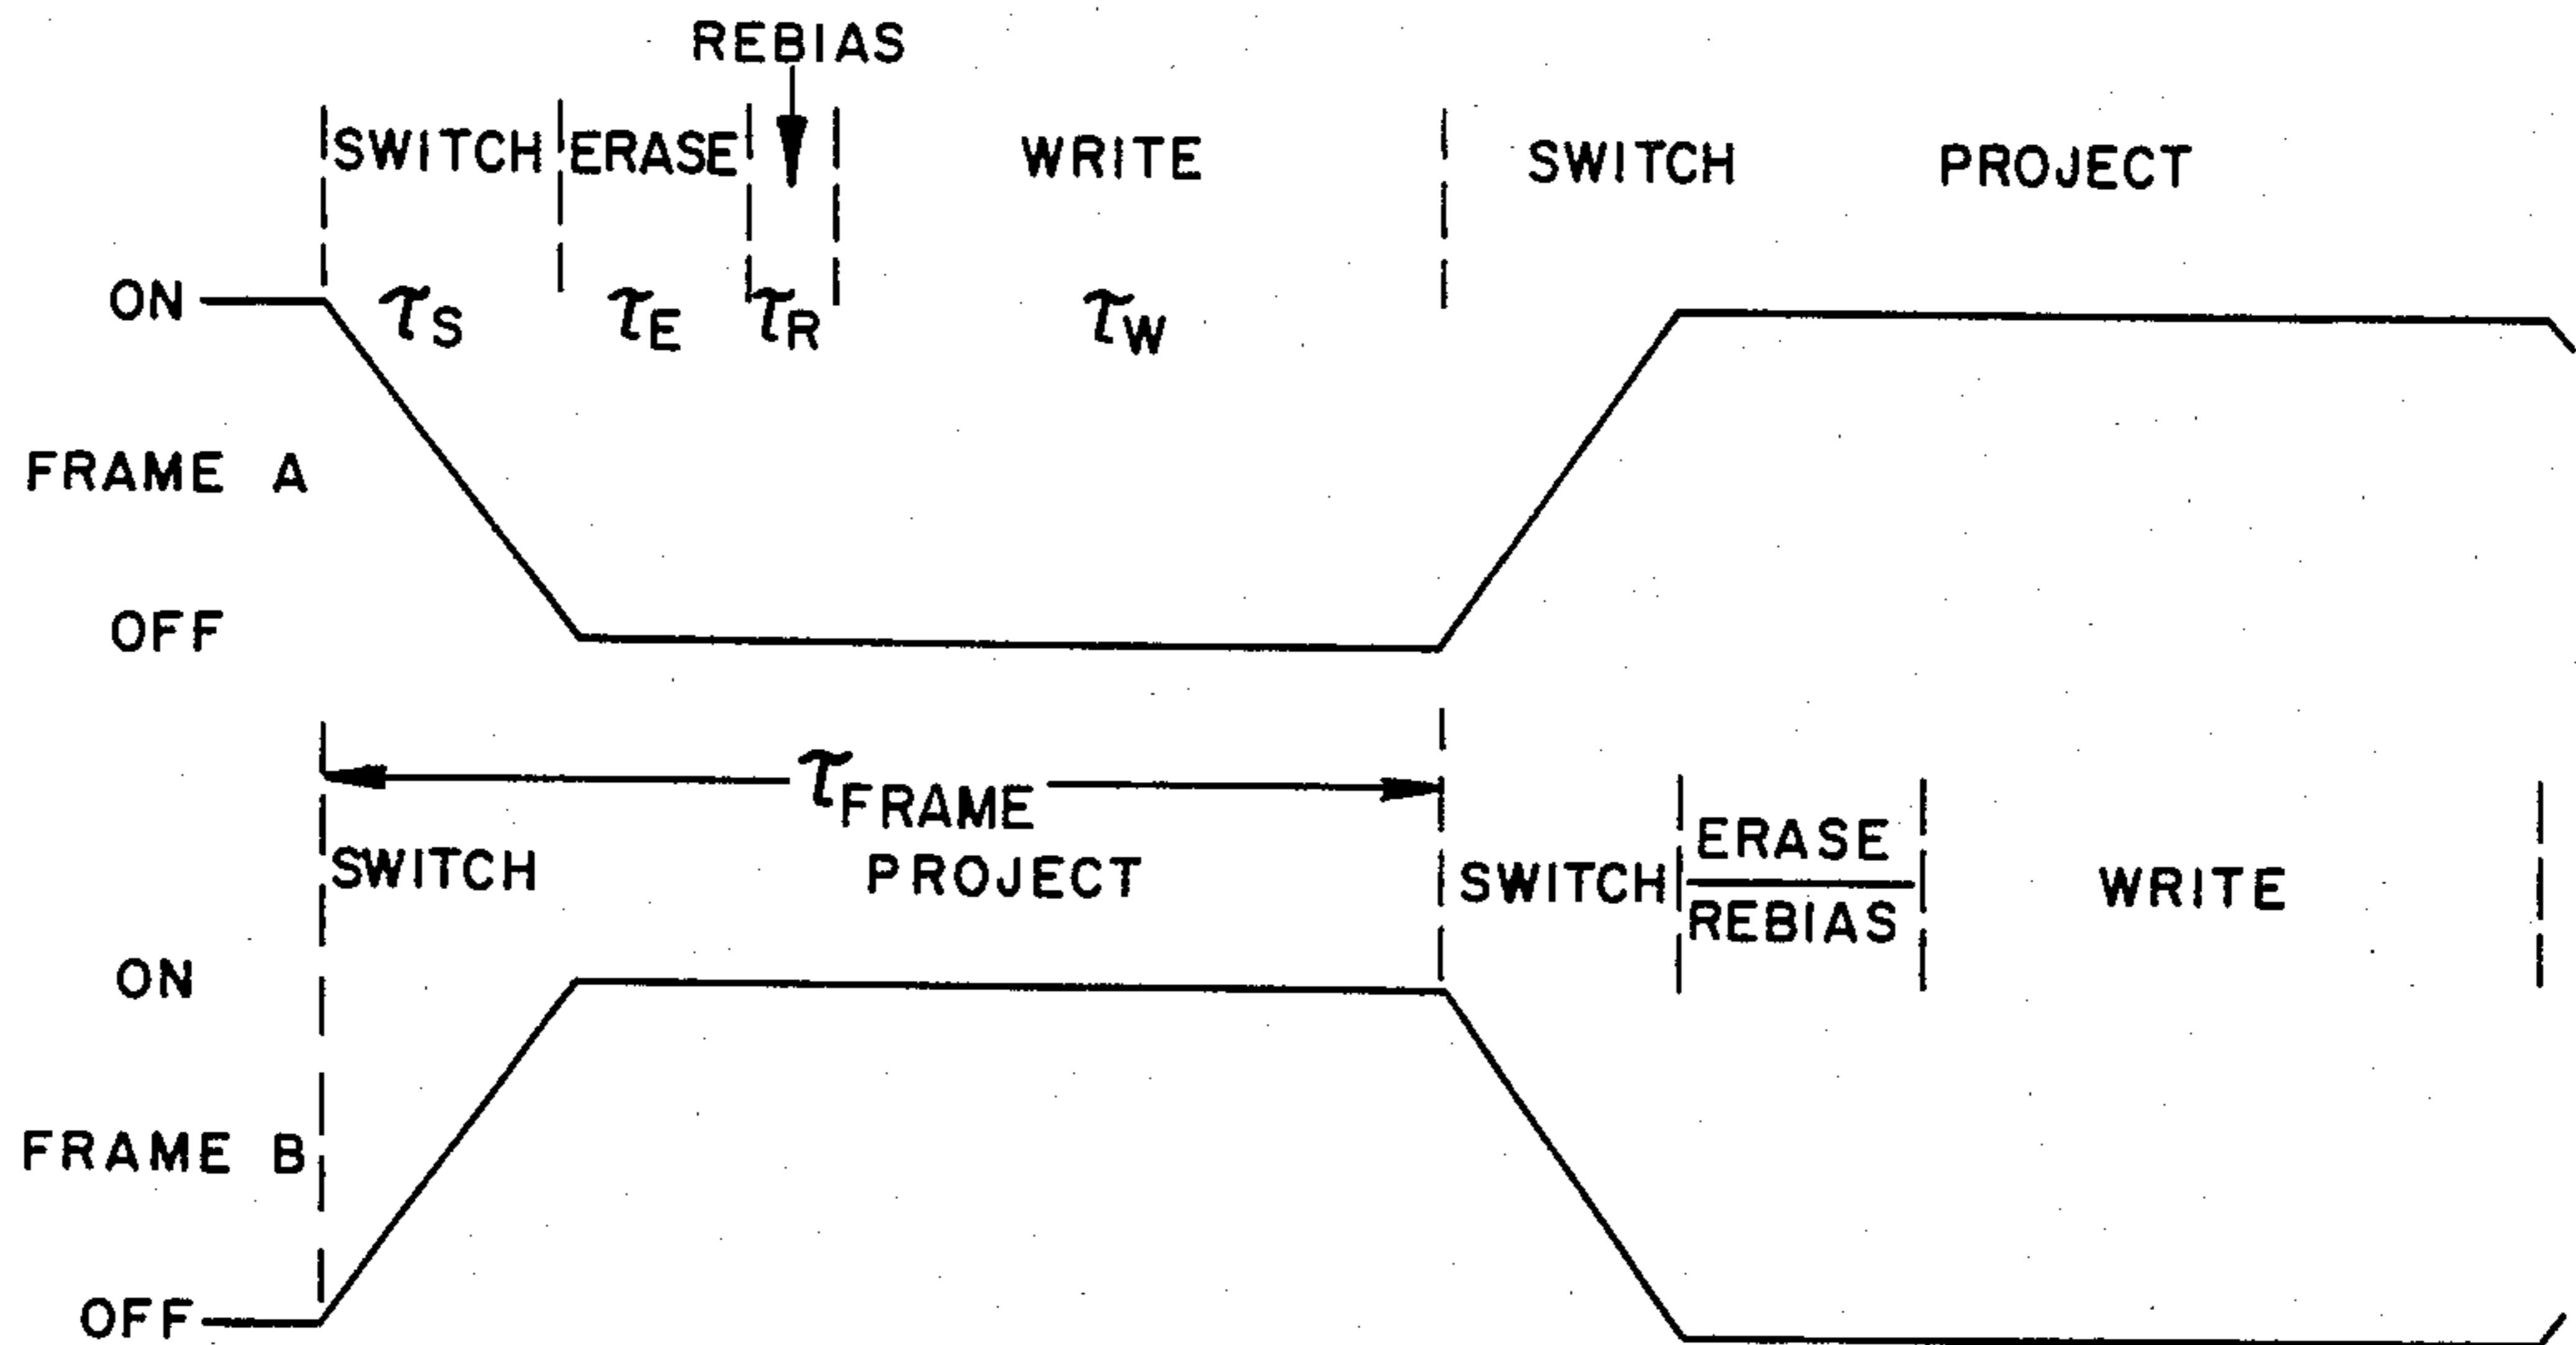 REBIAS
SWITCH ERASE WRITE SWITCH PROJECT
ON τS τE τR τW
FRAME A
OFF
τFRAME
SWITCH PROJECT SWITCH ERASE WRITE
REBIAS
ON
FRAME B
OFF